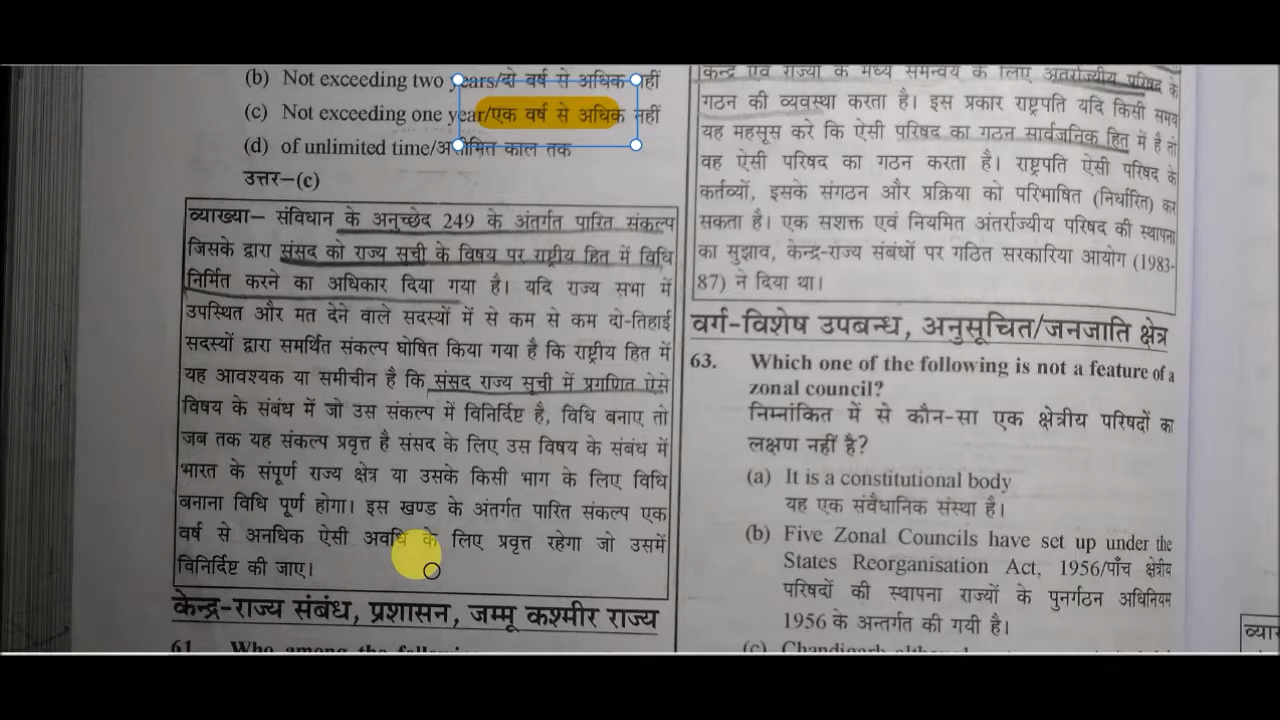 (b) Not exceeding two years/दो वर्ष से अधिक नहीं
(c) Not exceeding one year/एक वर्ष से अधिक नहीं
(d) of unlimited time/असीमित काल तक
उत्तर–(c)
व्याख्या– संविधान के अनुच्छेद 249 के अंतर्गत पारित संकल्प
जिसके द्वारा संसद को राज्य सूची के विषय पर राष्ट्रीय हित में विधि
निर्मित करने का अधिकार दिया गया है। यदि राज्य सभा में
उपस्थित और मत देने वाले सदस्यों में से कम से कम दो-तिहाई
सदस्यों द्वारा समर्थित संकल्प घोषित किया गया है कि राष्ट्रीय हित में
यह आवश्यक या समीचीन है कि संसद राज्य सूची में प्रगणित ऐसे
विषय के संबंध में जो उस संकल्प में विनिर्दिष्ट है, विधि बनाए तो
जब तक यह संकल्प प्रवृत्त है संसद के लिए उस विषय के संबंध में
भारत के संपूर्ण राज्य क्षेत्र या उसके किसी भाग के लिए विधि
बनाना विधि पूर्ण होगा। इस खण्ड के अंतर्गत पारित संकल्प एक
वर्ष से अनधिक ऐसी अवधि के लिए प्रवृत्त रहेगा जो उसमें
विनिर्दिष्ट की जाए।
केन्द्र-राज्य संबंध, प्रशासन, जम्मू कश्मीर राज्य
61. Who among the following
केन्द्र एवं राज्यों के मध्य समन्वय के लिए अंतर्राज्यीय परिषद के
गठन की व्यवस्था करता है। इस प्रकार राष्ट्रपति यदि किसी समय
यह महसूस करे कि ऐसी परिषद का गठन सार्वजनिक हित में है तो
वह ऐसी परिषद का गठन करता है। राष्ट्रपति ऐसी परिषद के
कर्तव्यों, इसके संगठन और प्रक्रिया को परिभाषित (निर्धारित) कर
सकता है। एक सशक्त एवं नियमित अंतर्राज्यीय परिषद की स्थापना
का सुझाव, केन्द्र-राज्य संबंधों पर गठित सरकारिया आयोग (1983-
87) ने दिया था।
वर्ग-विशेष उपबन्ध, अनुसूचित/जनजाति क्षेत्र
63. Which one of the following is not a feature of a
zonal council?
निम्नांकित में से कौन-सा एक क्षेत्रीय परिषदों का
लक्षण नहीं है?
(a) It is a constitutional body
यह एक संवैधानिक संस्था है।
(b) Five Zonal Councils have set up under the
States Reorganisation Act, 1956/पाँच क्षेत्रीय
परिषदों की स्थापना राज्यों के पुनर्गठन अधिनियम
1956 के अन्तर्गत की गयी है।
(c) Chandigarh although